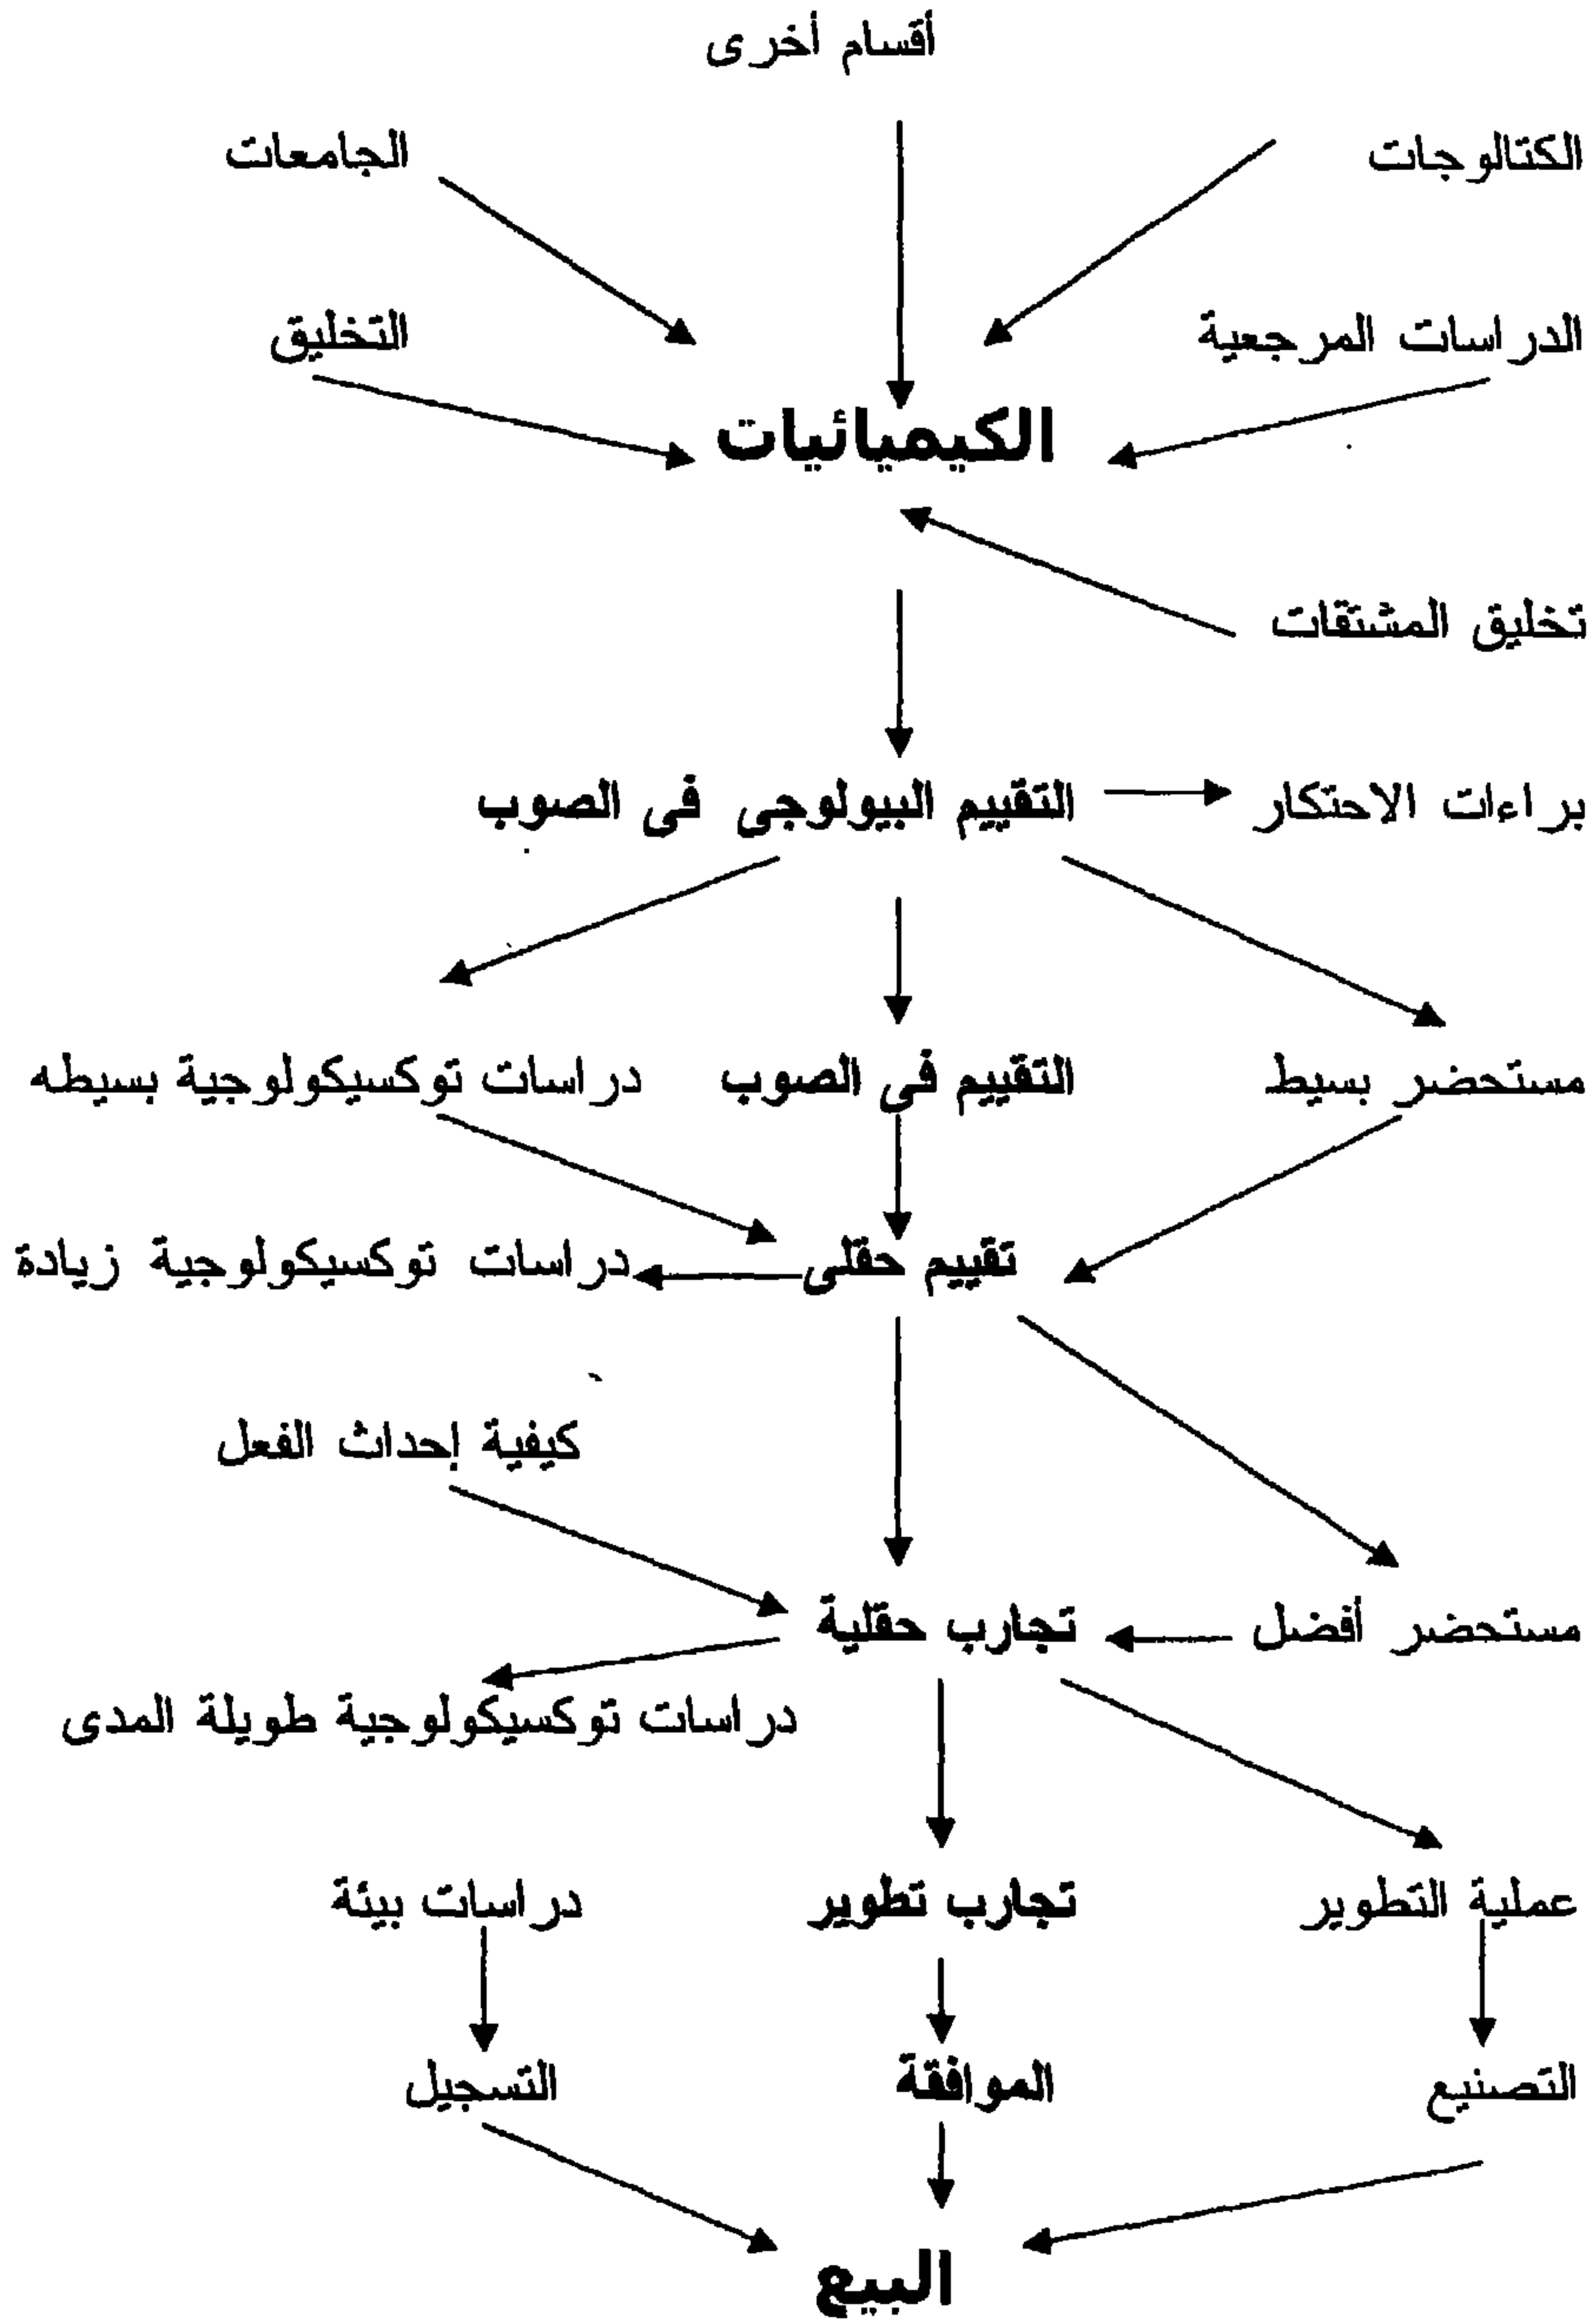 أقسام أخرى
الكتالوجات
الجامعات
الدراسات المرجعية
التخليق
الكيميائيات
تخليق المشتقات
براءات الاحتكار
التقييم البيولوجى فى الصوب
مستحضر بسيط
التقييم فى الصوب
دراسات توكسيكولوجية بسيطه
تقييم حقلى
دراسات توكسيكولوجية زيادة
كيفية إحداث الفعل
مستحضر أفضل
تجارب حقلية
دراسات توكسيكولوجية طويلة المدى
عملية التطوير
تجارب تطوير
دراسات بيئة
التصنيع
الموافقة
التسجيل
البيع